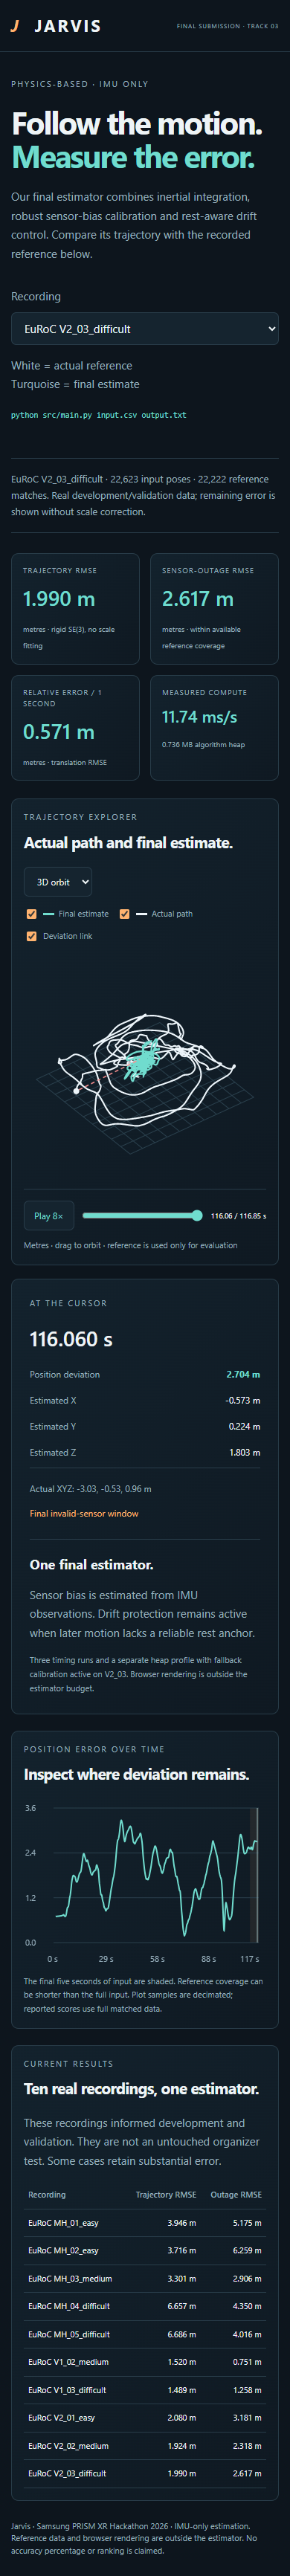 J JARVIS
FINAL SUBMISSION · TRACK 03
PHYSICS-BASED · IMU ONLY
Follow the motion.
Measure the error.
Our final estimator combines inertial integration,
robust sensor-bias calibration and rest-aware drift
control. Compare its trajectory with the recorded
reference below.
Recording
EuRoC V2_03_difficult
White = actual reference
Turquoise = final estimate
python src/main.py input.csv output.txt
EuRoC V2_03_difficult · 22,623 input poses · 22,222 reference
matches. Real development/validation data; remaining error is
shown without scale correction.
TRAJECTORY RMSE
1.990 m
metres · rigid SE(3), no scale
fitting
SENSOR-OUTAGE RMSE
2.617 m
metres · within available
reference coverage
RELATIVE ERROR / 1
SECOND
0.571 m
metres · translation RMSE
MEASURED COMPUTE
11.74 ms/s
0.736 MB algorithm heap
TRAJECTORY EXPLORER
Actual path and final estimate.
3D orbit
Final estimate
Actual path
Deviation link
Play 8×
116.06 / 116.85 s
Metres · drag to orbit · reference is used only for evaluation
AT THE CURSOR
116.060 s
Position deviation 2.704 m
Estimated X -0.573 m
Estimated Y 0.224 m
Estimated Z 1.803 m
Actual XYZ: -3.03, -0.53, 0.96 m
Final invalid-sensor window
One final estimator.
Sensor bias is estimated from IMU
observations. Drift protection remains active
when later motion lacks a reliable rest anchor.
Three timing runs and a separate heap profile with fallback
calibration active on V2_03. Browser rendering is outside the
estimator budget.
POSITION ERROR OVER TIME
Inspect where deviation remains.
3.6
2.4
1.2
0.0
0 s 29 s 58 s 88 s 117 s
The final five seconds of input are shaded. Reference coverage can
be shorter than the full input. Plot samples are decimated;
reported scores use full matched data.
CURRENT RESULTS
Ten real recordings, one estimator.
These recordings informed development and
validation. They are not an untouched organizer
test. Some cases retain substantial error.
Recording Trajectory RMSE Outage RMSE
EuRoC MH_01_easy 3.946 m 5.175 m
EuRoC MH_02_easy 3.716 m 6.259 m
EuRoC MH_03_medium 3.301 m 2.906 m
EuRoC MH_04_difficult 6.657 m 4.350 m
EuRoC MH_05_difficult 6.686 m 4.016 m
EuRoC V1_02_medium 1.520 m 0.751 m
EuRoC V1_03_difficult 1.489 m 1.258 m
EuRoC V2_01_easy 2.080 m 3.181 m
EuRoC V2_02_medium 1.924 m 2.318 m
EuRoC V2_03_difficult 1.990 m 2.617 m
Jarvis · Samsung PRISM XR Hackathon 2026 · IMU-only estimation.
Reference data and browser rendering are outside the estimator. No
accuracy percentage or ranking is claimed.